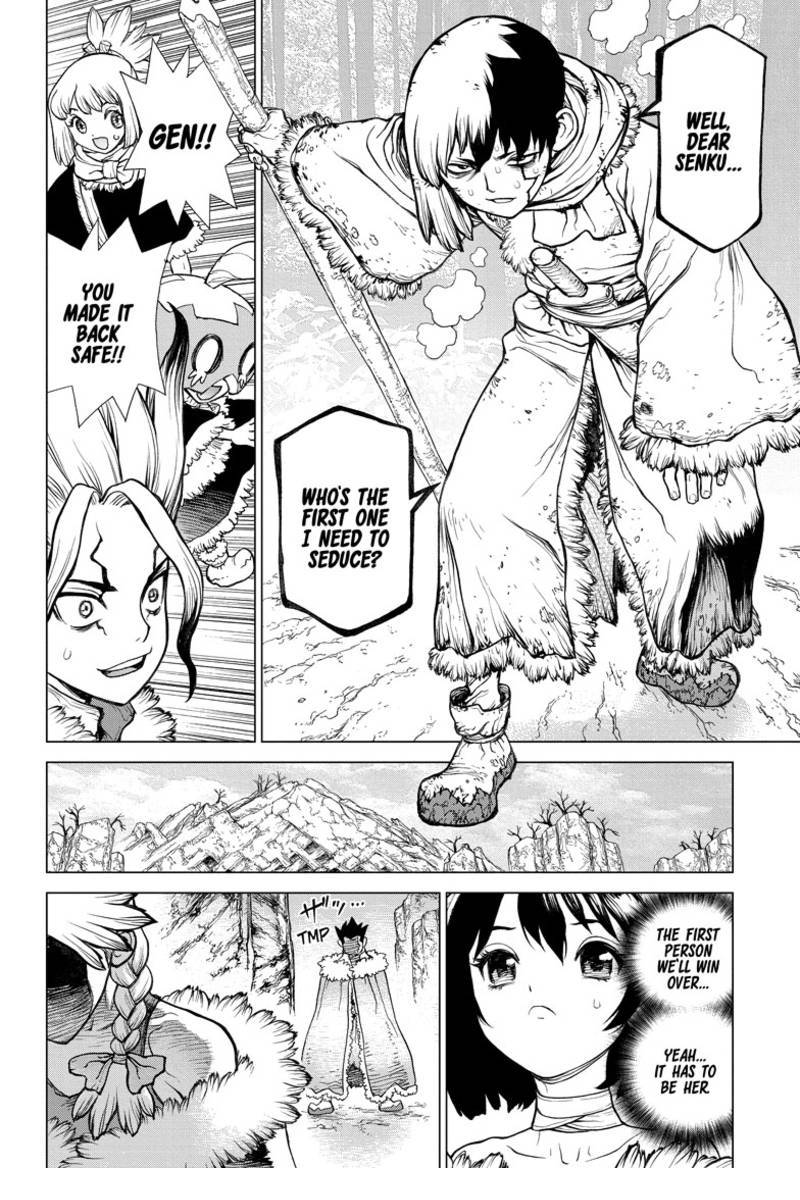 WELL,
DEAR
SENKU...
WHO'S THE
FIRST ONE
I NEED TO
SEDUCE?
GEN!!
YOU
MADE IT
BACK
SAFE!!
THE FIRST
PERSON
WE'LL WIN
OVER...
YEAH...
IT HAS TO
BE HER.
ザッ…
TMP